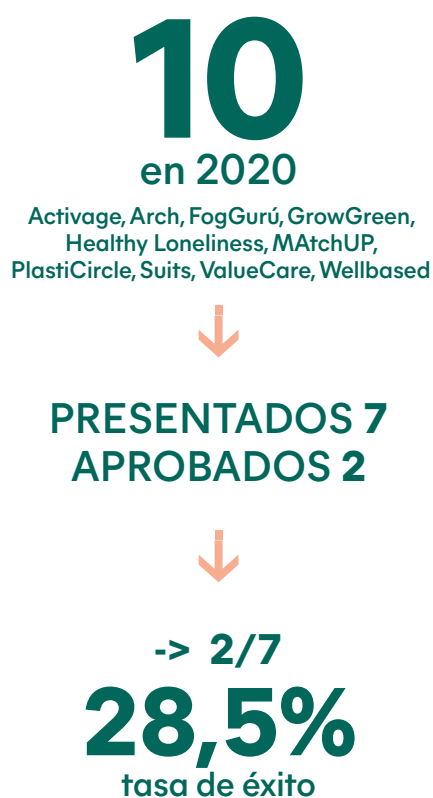 10
en 2020
Activage, Arch, FogGurú, GrowGreen,
Healthy Loneliness, MAtchUP,
PlastiCircle, Suits, ValueCare, Wellbased
PRESENTADOS 7
APROBADOS 2
-> 2/7
28,5%
tasa de éxito